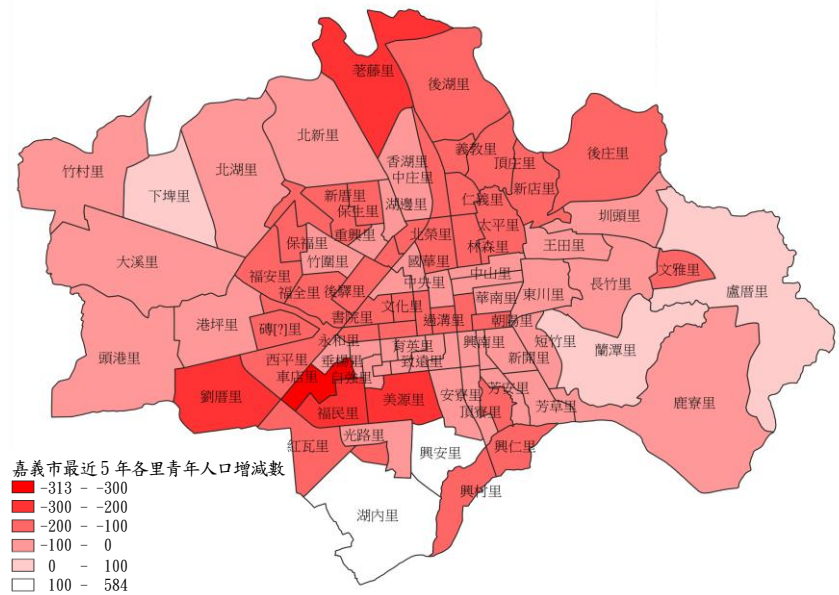 荖藤里
後湖里
北新里
義教里
頂庄里
後庄里
香湖里
中庄里
竹村里
下埤里
北湖里
新店里
新厝里
保生里
湖邊里
仁義里
圳頭里
太平里
重興里
北榮里
保福里
林森里
王田里
大溪里
竹圍里
國華里
文雅里
福安里
中央里
中山里
長竹里
盧厝里
福全里
後驛里
華南里
東川里
文化里
港坪里
書院里
過溝里
朝陽里
磚[?]里
頭港里
永和里
育英里
興南里
短竹里
蘭潭里
西平里
垂楊里
致遠里
新開里
車店里
自強里
劉厝里
美源里
安寮里
芳安里
鹿寮里
福民里
頂寮里
芳草里
紅瓦里
光路里
興安里
興仁里
興村里
湖內里
嘉義市最近5年各里青年人口增減數
-313 - -300
-300 - -200
-200 - -100
-100 - 0
0 - 100
100 - 584